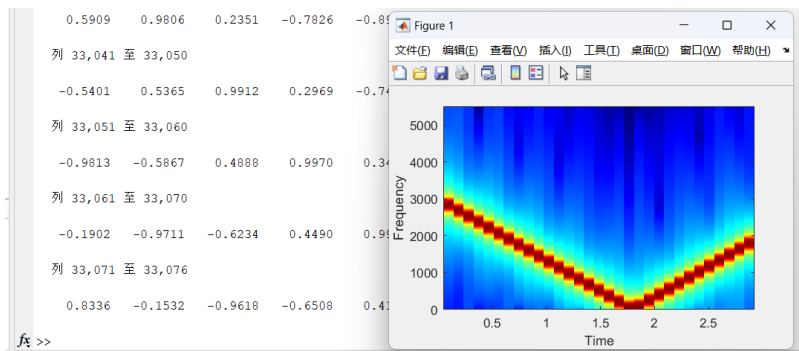 0.5909 0.9806 0.2351 -0.7826
列 33,041 至 33,050
-0.5401 0.5365 0.9912 0.2969
列 33,051 至 33,060
-0.9813 -0.5867 0.4888 0.9970
列 33,061 至 33,070
-0.1902 -0.9711 -0.6234 0.4490
列 33,071 至 33,076
0.8336 -0.1532 -0.9618 -0.6508
fx >>
Figure 1
文件(F) 编辑(E) 查看(V) 插入(I) 工具(T) 桌面(D) 窗口(W) 帮助(H)
5000
4000
3000
2000
1000
0
Frequency
0.5 1 1.5 2 2.5
Time